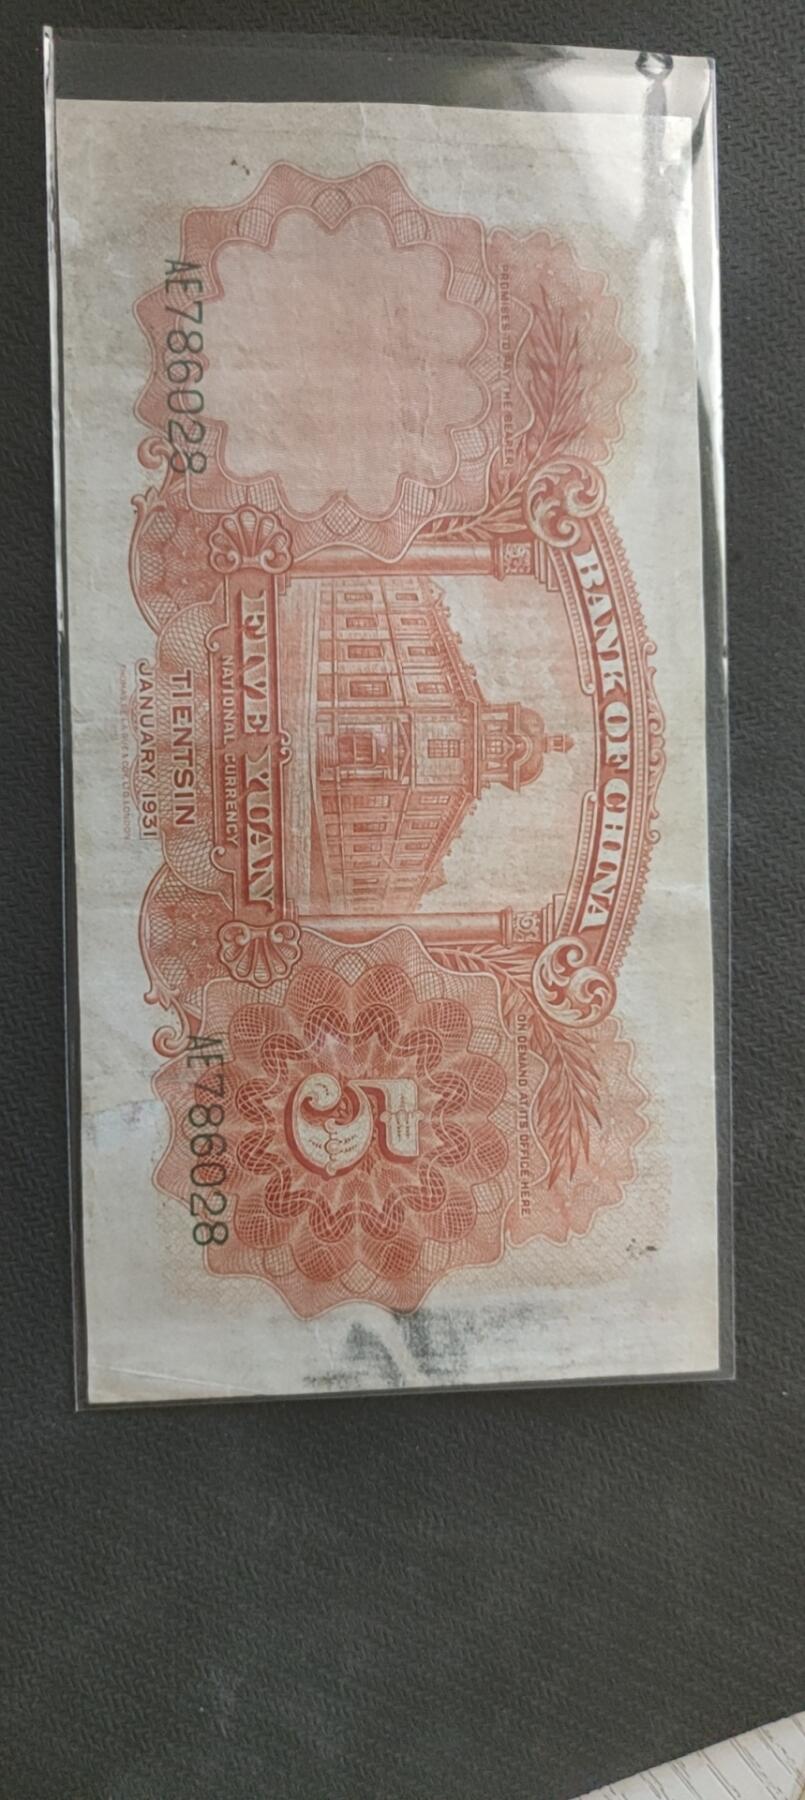 BANK OF CHINA
PROMISES TO PAY THE BEARER
ON DEMAND AT ITS OFFICE HERE
5
FIVE YUAN
NATIONAL CURRENCY
AE786028
AE786028
TIENTSIN
JANUARY 1931